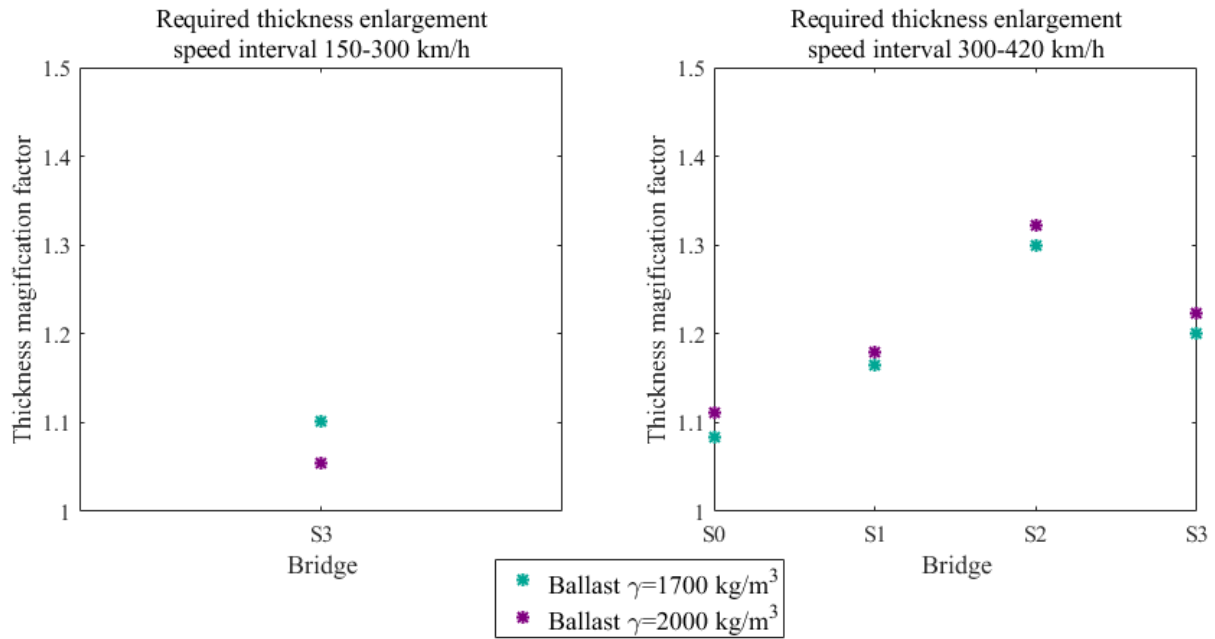 Required thickness enlargement
speed interval 150-300 km/h
1.5
1.4
1.3
1.2
1.1
1
Thickness magification factor
S3
Bridge
Required thickness enlargement
speed interval 300-420 km/h
1.5
1.4
1.3
1.2
1.1
1
Thickness magification factor
S0 S1 S2 S3
Bridge
Ballast γ=1700 kg/m³
Ballast γ=2000 kg/m³